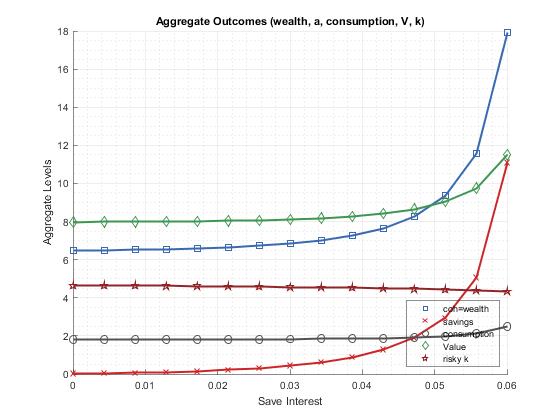 Aggregate Outcomes (wealth, a, consumption, V, k)
18
16
14
12
10
8
6
4
2
0
Aggregate Levels
coh=wealth
savings
consumption
Value
risky k
0 0.01 0.02 0.03 0.04 0.05 0.06
Save Interest